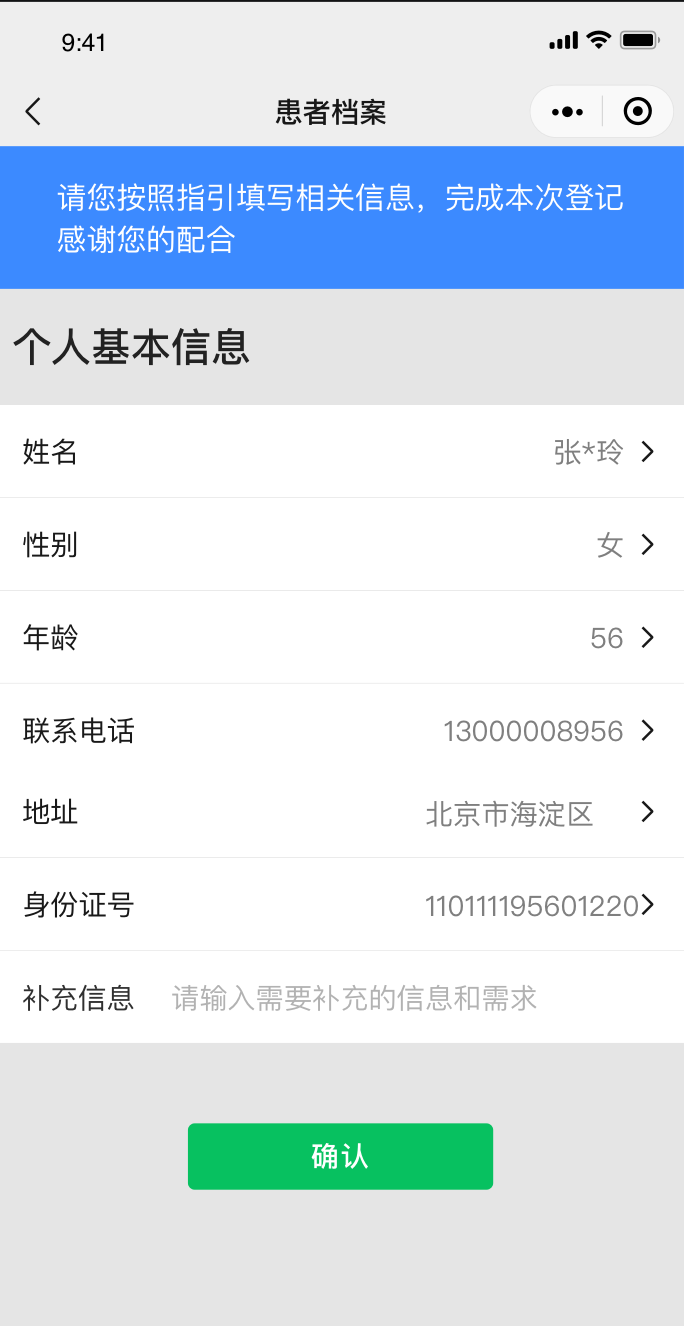 9:41
患者档案
请您按照指引填写相关信息，完成本次登记
感谢您的配合
个人基本信息
姓名 张*玲
性别 女
年龄 56
联系电话 13000008956
地址 北京市海淀区
身份证号 110111195601220
补充信息 请输入需要补充的信息和需求
确认